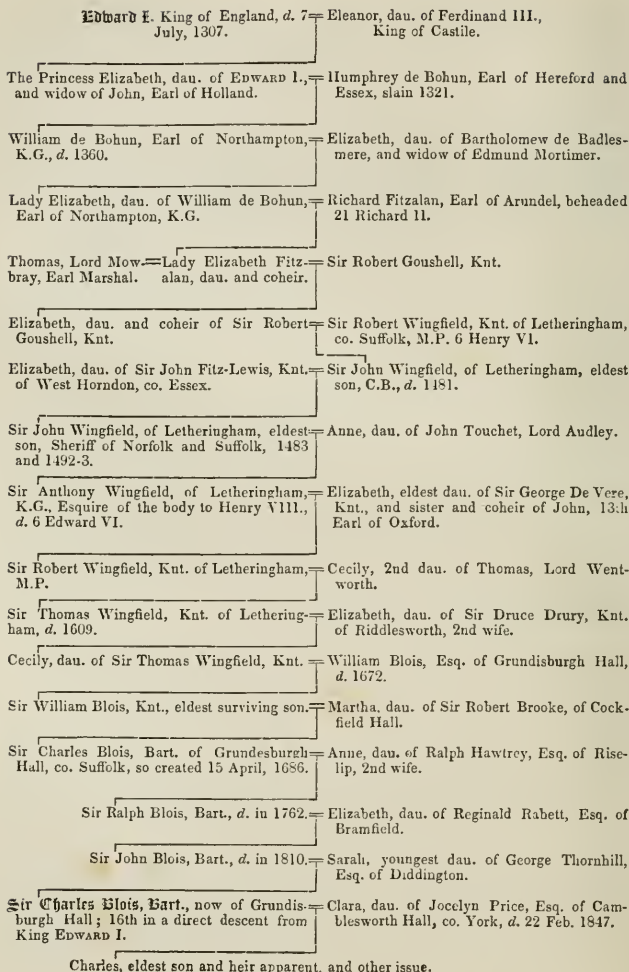 Edward I. King of England, d. 7 = Eleanor, dau. of Ferdinand III.,
July, 1307. King of Castile.
The Princess Elizabeth, dau. of EDWARD I., = Humphrey de Bohun, Earl of Hereford and
and widow of John, Earl of Holland. Essex, slain 1321.
William de Bohun, Earl of Northampton, = Elizabeth, dau. of Bartholomew de Badles-
K.G., d. 1360. mere, and widow of Edmund Mortimer.
Lady Elizabeth, dau. of William de Bohun, = Richard Fitzalan, Earl of Arundel, beheaded
Earl of Northampton, K.G. 21 Richard II.
Thomas, Lord Mow- = Lady Elizabeth Fitz- = Sir Robert Goushell, Knt.
bray, Earl Marshal. alan, dau. and coheir.
Elizabeth, dau. and coheir of Sir Robert = Sir Robert Wingfield, Knt. of Letheringham,
Goushell, Knt. co. Suffolk, M.P. 6 Henry VI.
Elizabeth, dau. of Sir John Fitz-Lewis, Knt. = Sir John Wingfield, of Letheringham, eldest
of West Horndon, co. Essex. son, C.B., d. 1481.
Sir John Wingfield, of Letheringham, eldest = Anne, dau. of John Touchet, Lord Audley.
son, Sheriff of Norfolk and Suffolk, 1483
and 1492-3.
Sir Anthony Wingfield, of Letheringham, = Elizabeth, eldest dau. of Sir George De Vere,
K.G., Esquire of the body to Henry VIII., Knt., and sister and coheir of John, 13th
d. 6 Edward VI. Earl of Oxford.
Sir Robert Wingfield, Knt. of Letheringham, = Cecily, 2nd dau. of Thomas, Lord Went-
M.P. worth.
Sir Thomas Wingfield, Knt. of Lethering- = Elizabeth, dau. of Sir Druce Drury, Knt.
ham, d. 1609. of Riddlesworth, 2nd wife.
Cecily, dau. of Sir Thomas Wingfield, Knt. = William Blois, Esq. of Grundisburgh Hall,
d. 1672.
Sir William Blois, Knt., eldest surviving son. = Martha, dau. of Sir Robert Brooke, of Cock-
field Hall.
Sir Charles Blois, Bart. of Grundesburgh = Anne, dau. of Ralph Hawtrey, Esq. of Rise-
Hall, co. Suffolk, so created 15 April, 1686. lip, 2nd wife.
Sir Ralph Blois, Bart., d. in 1762. = Elizabeth, dau. of Reginald Rabett, Esq. of
Bramfield.
Sir John Blois, Bart., d. in 1810. = Sarah, youngest dau. of George Thornhill,
Esq. of Diddington.
Sir Charles Blois, Bart., now of Grundis- = Clara, dau. of Jocelyn Price, Esq. of Cam-
burgh Hall; 16th in a direct descent from blesworth Hall, co. York, d. 22 Feb. 1847.
King EDWARD I.
Charles, eldest son and heir apparent, and other issue.